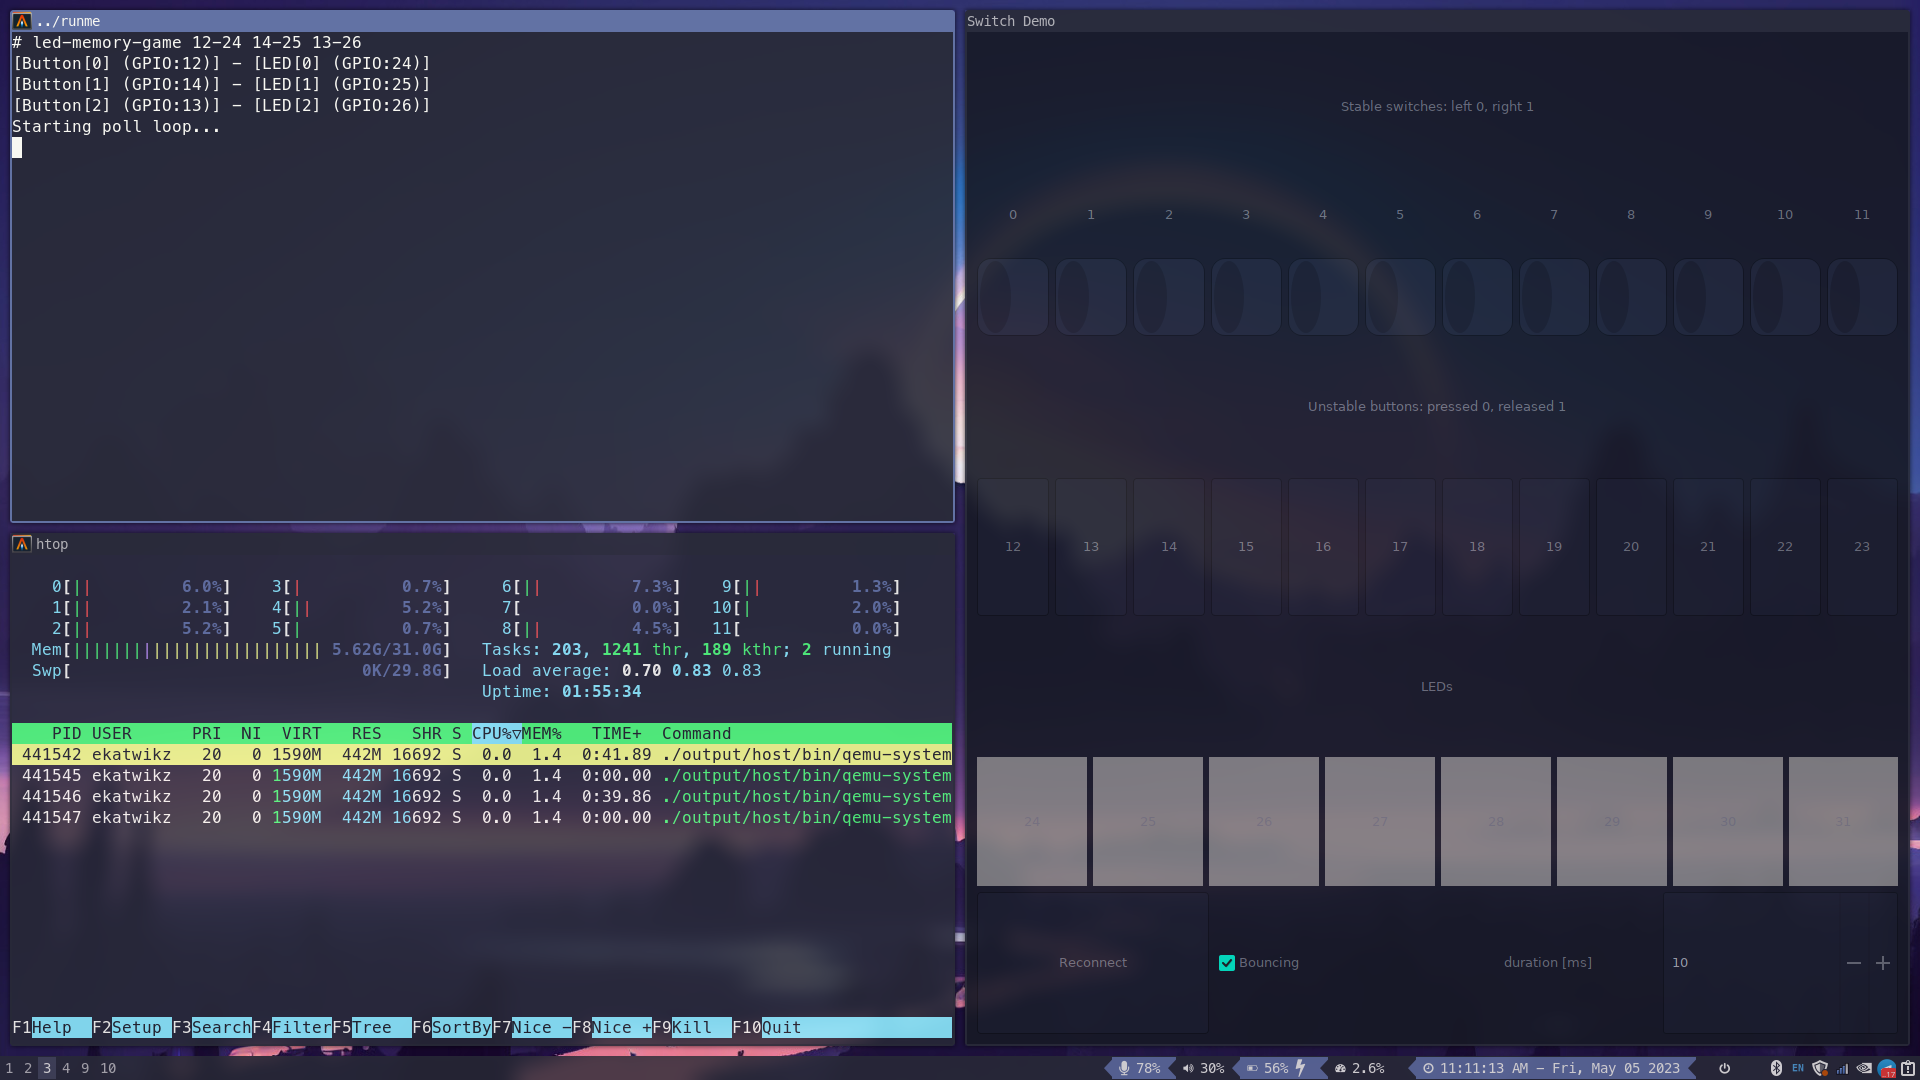 ../runme
# led-memory-game 12-24 14-25 13-26
[Button[0] (GPIO:12)] - [LED[0] (GPIO:24)]
[Button[1] (GPIO:14)] - [LED[1] (GPIO:25)]
[Button[2] (GPIO:13)] - [LED[2] (GPIO:26)]
Starting poll loop...
htop
0[|| 6.0%] 3[| 0.7%] 6[|| 7.3%] 9[|| 1.3%]
1[|| 2.1%] 4[|| 5.2%] 7[ 0.0%] 10[| 2.0%]
2[|| 5.2%] 5[| 0.7%] 8[|| 4.5%] 11[ 0.0%]
Mem[||||||||||||||||||||||||| 5.62G/31.0G] Tasks: 203, 1241 thr, 189 kthr; 2 running
Swp[ 0K/29.8G] Load average: 0.70 0.83 0.83
Uptime: 01:55:34
PID USER PRI NI VIRT RES SHR S CPU%▽MEM% TIME+ Command
441542 ekatwikz 20 0 1590M 442M 16692 S 0.0 1.4 0:41.89 ./output/host/bin/qemu-system
441545 ekatwikz 20 0 1590M 442M 16692 S 0.0 1.4 0:00.00 ./output/host/bin/qemu-system
441546 ekatwikz 20 0 1590M 442M 16692 S 0.0 1.4 0:39.86 ./output/host/bin/qemu-system
441547 ekatwikz 20 0 1590M 442M 16692 S 0.0 1.4 0:00.00 ./output/host/bin/qemu-system
F1Help F2Setup F3SearchF4FilterF5Tree F6SortByF7Nice -F8Nice +F9Kill F10Quit
Switch Demo
Stable switches: left 0, right 1
0 1 2 3 4 5 6 7 8 9 10 11
Unstable buttons: pressed 0, released 1
12 13 14 15 16 17 18 19 20 21 22 23
LEDs
24 25 26 27 28 29 30 31
Reconnect Bouncing duration [ms] 10 − +
1 2 3 4 9 10 78% 30% 56% 2.6% 11:11:13 AM – Fri, May 05 2023 EN 17